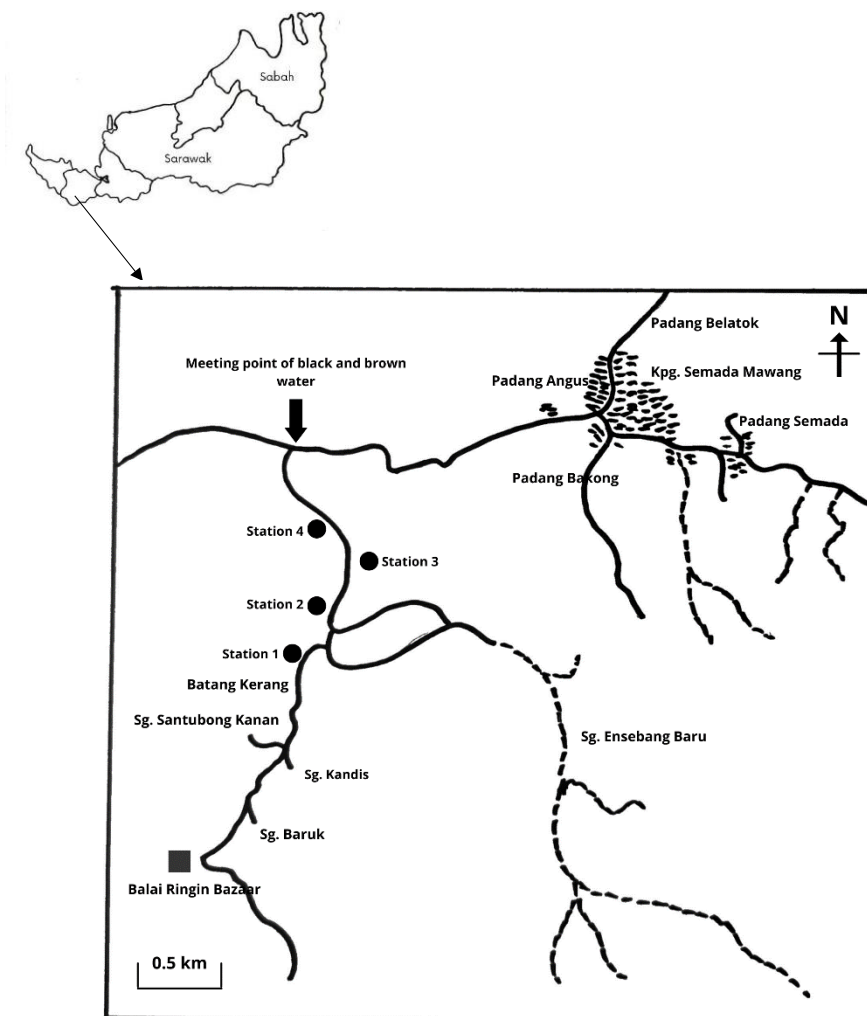 Sabah
Sarawak
Padang Belatok
N
Meeting point of black and brown
water
Padang Angus
Kpg. Semada Mawang
Padang Semada
Padang Bakong
Station 4
Station 3
Station 2
Station 1
Batang Kerang
Sg. Santubong Kanan
Sg. Ensebang Baru
Sg. Kandis
Sg. Baruk
Balai Ringin Bazaar
0.5 km